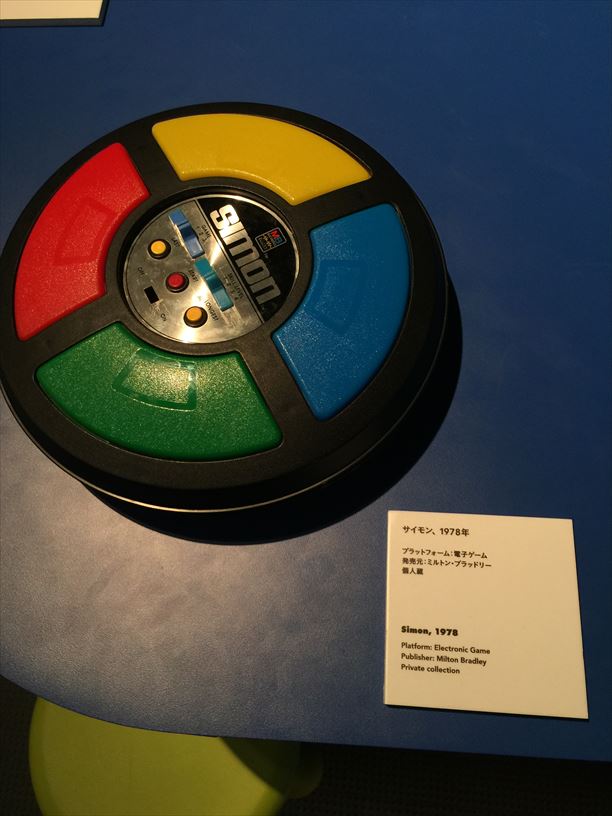 simon
MB
サイモン、1978年
プラットフォーム：電子ゲーム
発売元：ミルトン・ブラッドリー
個人蔵
Simon, 1978
Platform: Electronic Game
Publisher: Milton Bradley
Private collection